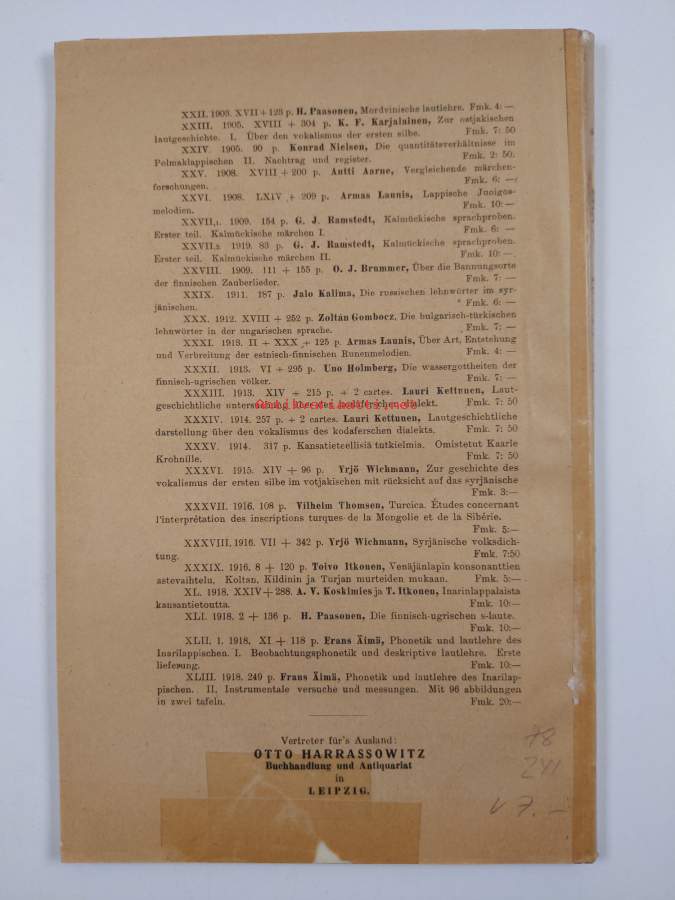 XXII. 1903. XVII + 123 p. H. Paasonen, Mordvinische lautlehre. Fmk. 4: —
XXIII. 1905. XVIII + 304 p. K. F. Karjalainen, Zur ostjakischen
lautgeschichte. I. Über den vokalismus der ersten silbe. Fmk. 7: 50
XXIV. 1905. 90 p. Konrad Nielsen, Die quantitätsverhältnisse im
Polmaklappischen II. Nachtrag und register. Fmk. 2: 50.
XXV. 1908. XVIII + 200 p. Antti Aarne, Vergleichende märchen-
forschungen. Fmk. 6: —
XXVI. 1908. LXIV + 209 p. Armas Launis, Lappische Juoigos-
melodien. Fmk. 10: —
XXVII,1. 1909. 154 p. G. J. Ramstedt, Kalmückische sprachproben.
Erster teil. Kalmückische märchen I. Fmk. 6: —
XXVII,2. 1919. 83 p. G. J. Ramstedt, Kalmückische sprachproben.
Erster teil. Kalmückische märchen II. Fmk. 10: —
XXVIII. 1909. 111 + 155 p. O. J. Brummer, Über die Bannungsorte
der finnischen Zauberlieder. Fmk. 7: —
XXIX. 1911. 187 p. Jalo Kalima, Die russischen lehnwörter im syr-
jänischen. Fmk. 6: —
XXX. 1912. XVIII + 252 p. Zoltán Gombocz, Die bulgarisch-türkischen
lehnwörter in der ungarischen sprache. Fmk. 7: —
XXXI. 1913. II + XXX + 125 p. Armas Launis, Über Art, Entstehung
und Verbreitung der estnisch-finnischen Runenmelodien. Fmk. 4: —
XXXII. 1913. VI + 295 p. Uno Holmberg, Die wassergottheiten der
finnisch-ugrischen völker. Fmk. 7: —
XXXIII. 1913. XIV + 215 p. + 2 cartes. Lauri Kettunen, Laut-
geschichtliche untersuchung über den kodaferschen dialekt. Fmk. 7: 50
XXXIV. 1914. 257 p. + 2 cartes. Lauri Kettunen, Lautgeschichtliche
darstellung über den vokalismus des kodaferschen dialekts. Fmk. 7: 50
XXXV. 1914. 317 p. Kansatieteellisiä tutkielmia. Omistetut Kaarle
Krohnille. Fmk. 7: 50
XXXVI. 1915. XIV + 96 p. Yrjö Wichmann, Zur geschichte des
vokalismus der ersten silbe im votjakischen mit rücksicht auf das syrjänische
Fmk. 3:—
XXXVII. 1916. 108 p. Vilhelm Thomsen, Turcica. Études concernant
l'interprétation des inscriptions turques de la Mongolie et de la Sibérie.
Fmk. 5:—
XXXVIII. 1916. VII + 342 p. Yrjö Wichmann, Syrjänische volksdich-
tung. Fmk. 7:50
XXXIX. 1916. 8 + 120 p. Toivo Itkonen, Venäjänlapin konsonanttien
astevaihtelu. Koltan, Kildinin ja Turjan murteiden mukaan. Fmk. 5:—
XL. 1918. XXIV + 288. A. V. Koskimies ja T. Itkonen, Inarinlappalaista
kansantietoutta. Fmk. 10:—
XLI. 1918. 2 + 136 p. H. Paasonen, Die finnisch-ugrischen s-laute.
Fmk. 10:—
XLII, 1. 1918. XI + 118 p. Frans Äimä, Phonetik und lautlehre des
Inarilappischen. I. Beobachtungsphonetik und deskriptive lautlehre. Erste
lieferung. Fmk. 10:—
XLIII. 1918. 249 p. Frans Äimä, Phonetik und lautlehre des Inarilap-
pischen. II. Instrumentale versuche und messungen. Mit 96 abbildungen
in zwei tafeln. Fmk. 20:—
Vertreter für's Ausland:
OTTO HARRASSOWITZ
Buchhandlung und Antiquariat
in
LEIPZIG.
78
241
v 7.-